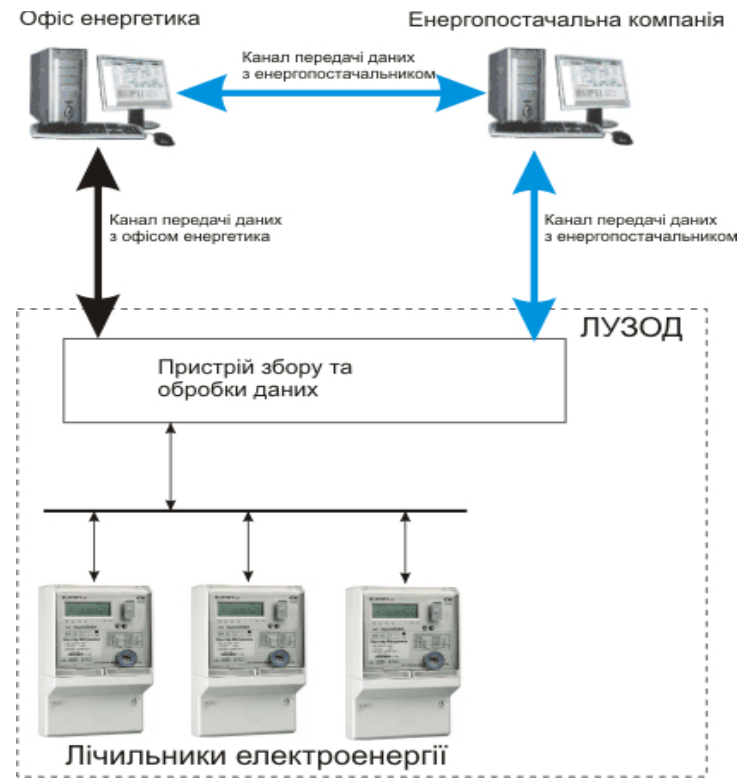 Офіс енергетика
Енергопостачальна компанія
Канал передачі даних
з енергопостачальником
Канал передачі даних
з офісом енергетика
Канал передачі даних
з енергопостачальником
ЛУЗОД
Пристрій збору та
обробки даних
Лічильники електроенергії